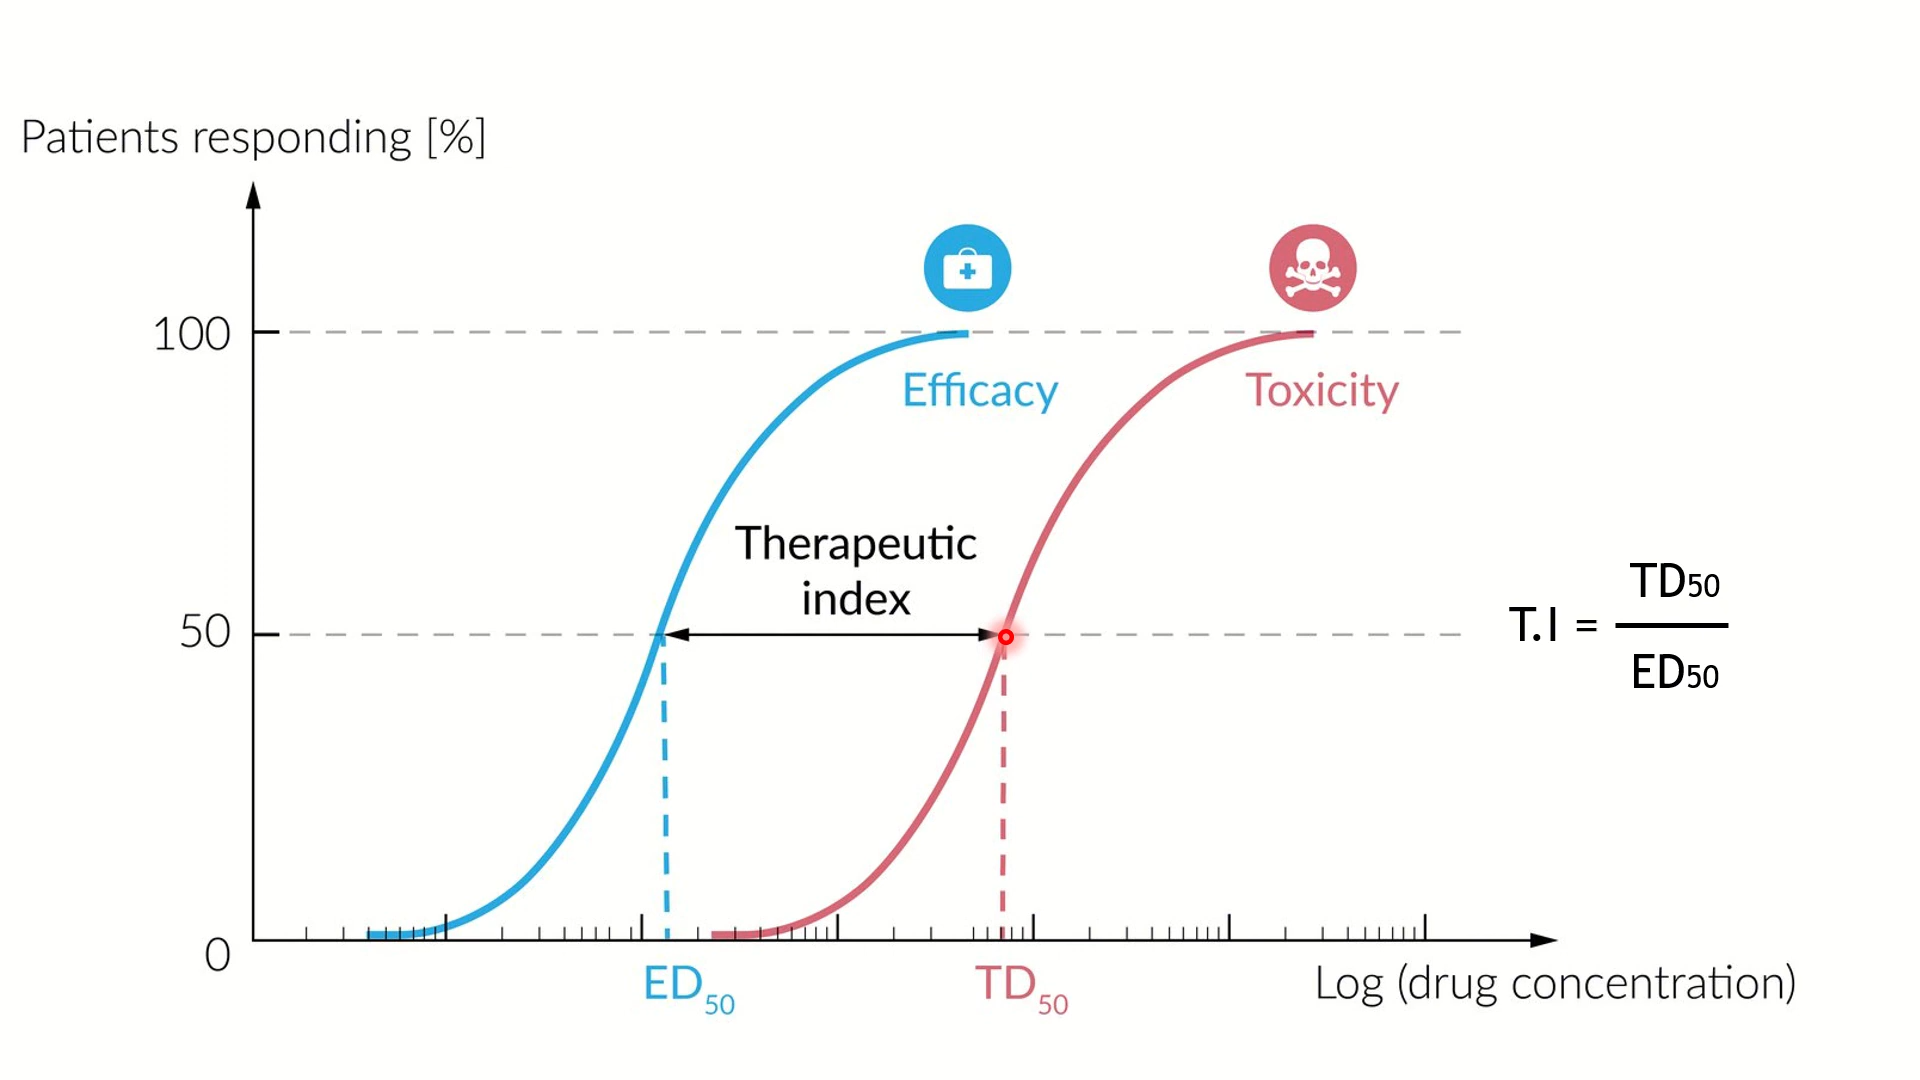 Patients responding [%]
100
Efficacy
Toxicity
Therapeutic
index
50
T.I = TD50
ED50
0
ED50
TD50
Log (drug concentration)